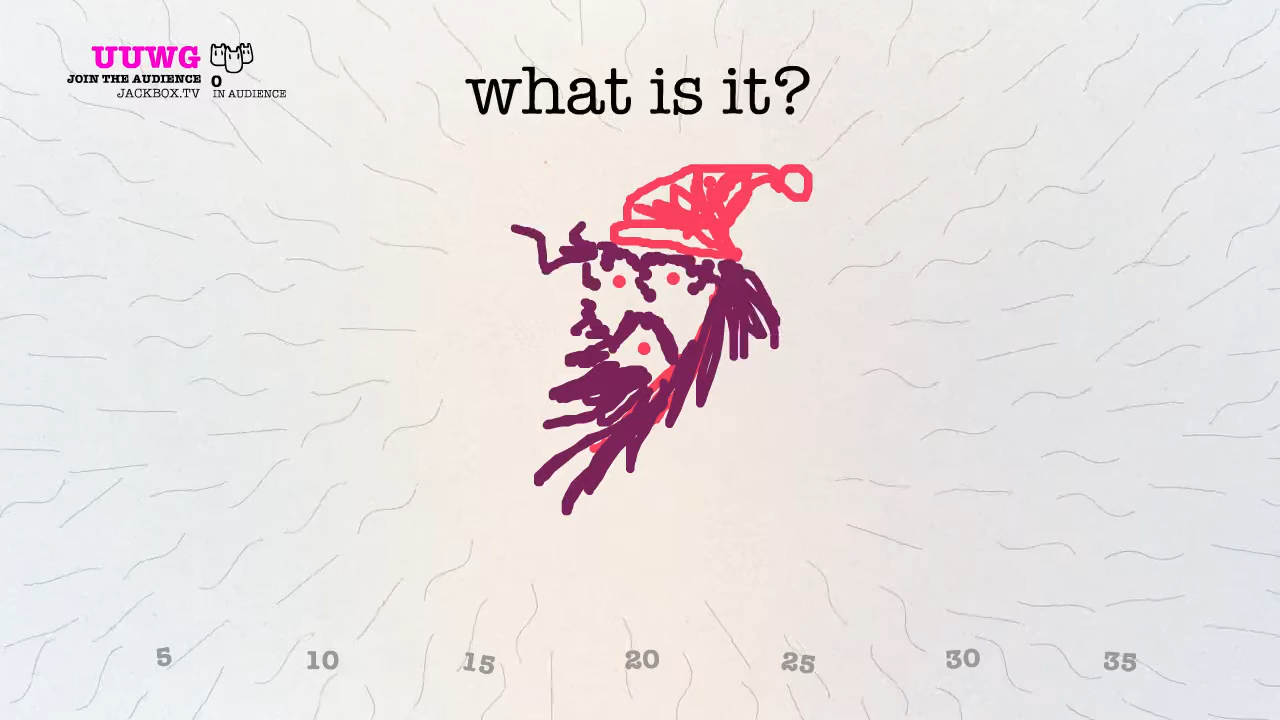 UUWG
JOIN THE AUDIENCE
JACKBOX.TV
0
IN AUDIENCE
what is it?
5 10 15 20 25 30 35